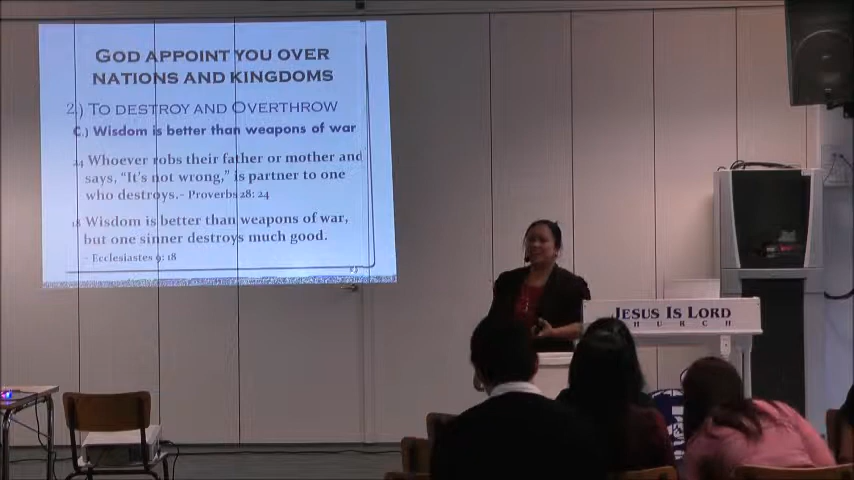 GOD APPOINT YOU OVER
NATIONS AND KINGDOMS
2.) TO DESTROY AND OVERTHROW
C.) Wisdom is better than weapons of war
24 Whoever robs their father or mother and
says, "It's not wrong," is partner to one
who destroys.- Proverbs 28: 24
18 Wisdom is better than weapons of war,
but one sinner destroys much good.
- Ecclesiastes 9: 18
JESUS IS LORD
CHURCH